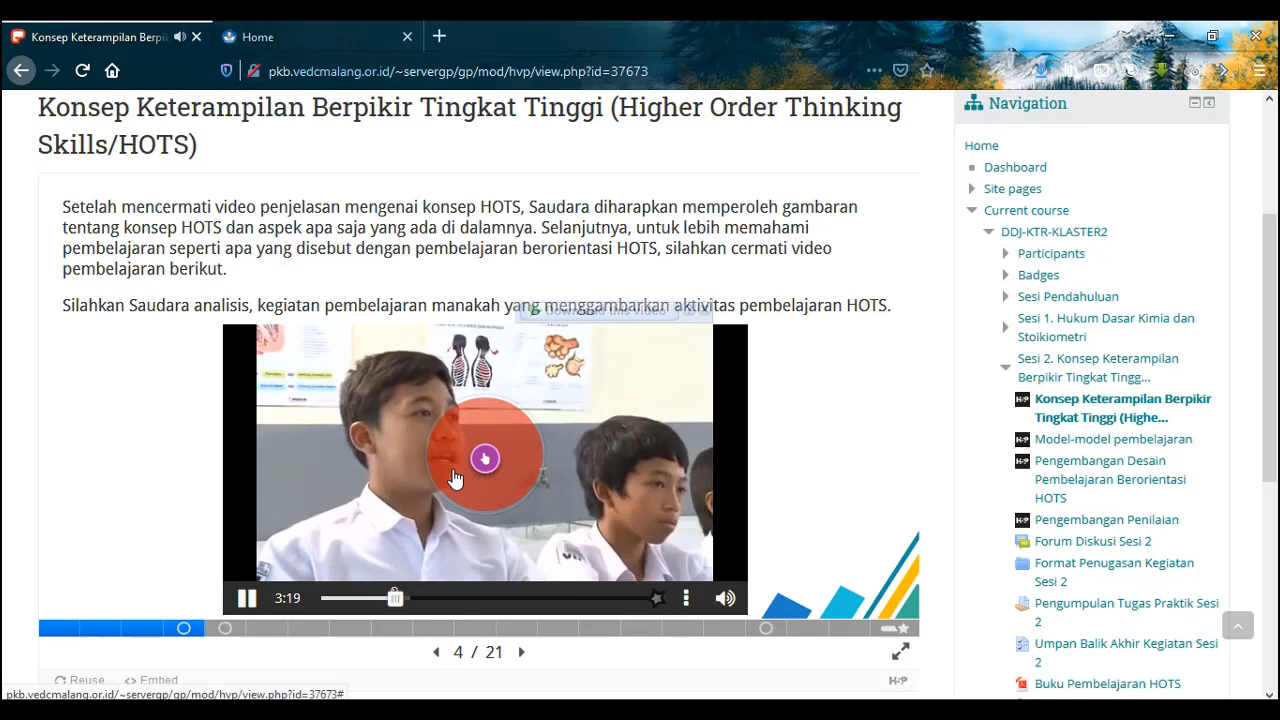 Konsep Keterampilan Berpi
Home
pkb.vedcmalang.or.id/~servergp/gp/mod/hvp/view.php?id=37673
Konsep Keterampilan Berpikir Tingkat Tinggi (Higher Order Thinking
Skills/HOTS)
Setelah mencermati video penjelasan mengenai konsep HOTS, Saudara diharapkan memperoleh gambaran
tentang konsep HOTS dan aspek apa saja yang ada di dalamnya. Selanjutnya, untuk lebih memahami
pembelajaran seperti apa yang disebut dengan pembelajaran berorientasi HOTS, silahkan cermati video
pembelajaran berikut.
Silahkan Saudara analisis, kegiatan pembelajaran manakah yang menggambarkan aktivitas pembelajaran HOTS.
Download this video
3:19
4 / 21
Reuse
Embed
H-P
pkb.vedcmalang.or.id/~servergp/gp/mod/hvp/view.php?id=37673#
Navigation
Home
Dashboard
Site pages
Current course
DDJ-KTR-KLASTER2
Participants
Badges
Sesi Pendahuluan
Sesi 1. Hukum Dasar Kimia dan
Stoikiometri
Sesi 2. Konsep Keterampilan
Berpikir Tingkat Tingg...
Konsep Keterampilan Berpikir
Tingkat Tinggi (Highe...
Model-model pembelajaran
Pengembangan Desain
Pembelajaran Berorientasi
HOTS
Pengembangan Penilaian
Forum Diskusi Sesi 2
Format Penugasan Kegiatan
Sesi 2
Pengumpulan Tugas Praktik Sesi
2
Umpan Balik Akhir Kegiatan Sesi
2
Buku Pembelajaran HOTS